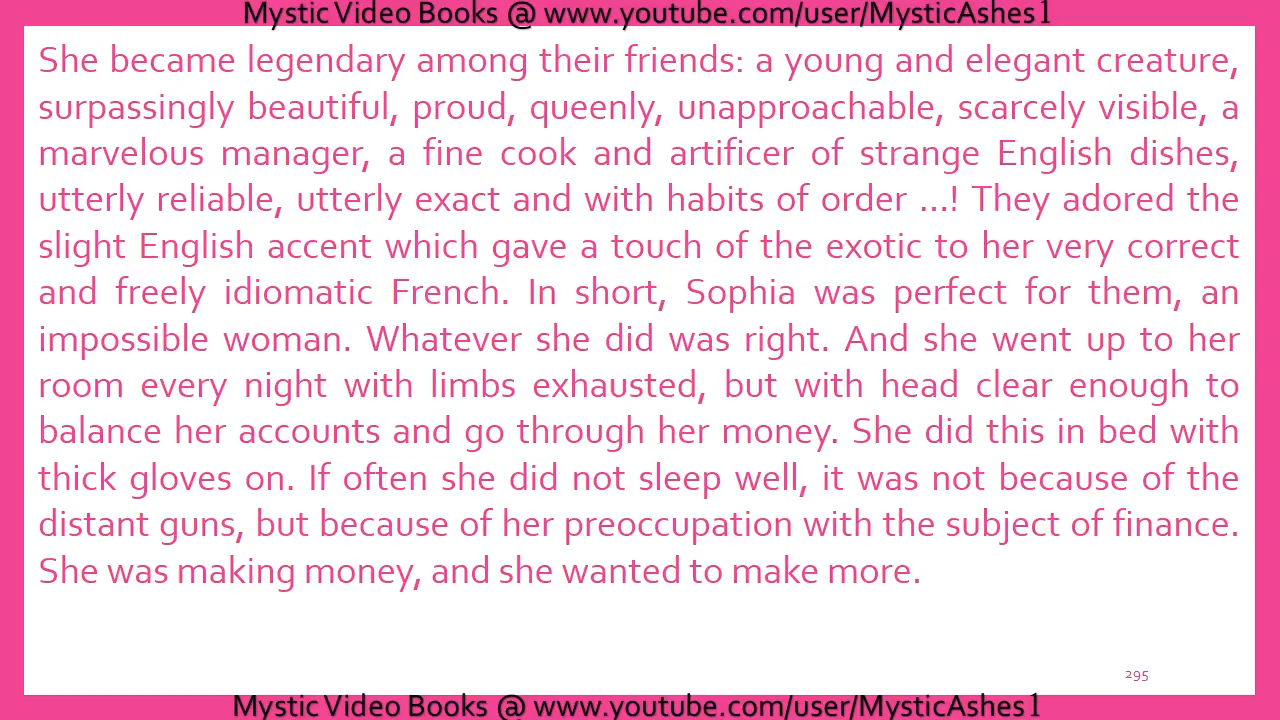 Mystic Video Books @ www.youtube.com/user/MysticAshes1
She became legendary among their friends: a young and elegant creature,
surpassingly beautiful, proud, queenly, unapproachable, scarcely visible, a
marvelous manager, a fine cook and artificer of strange English dishes,
utterly reliable, utterly exact and with habits of order ...! They adored the
slight English accent which gave a touch of the exotic to her very correct
and freely idiomatic French. In short, Sophia was perfect for them, an
impossible woman. Whatever she did was right. And she went up to her
room every night with limbs exhausted, but with head clear enough to
balance her accounts and go through her money. She did this in bed with
thick gloves on. If often she did not sleep well, it was not because of the
distant guns, but because of her preoccupation with the subject of finance.
She was making money, and she wanted to make more.
295
Mystic Video Books @ www.youtube.com/user/MysticAshes1